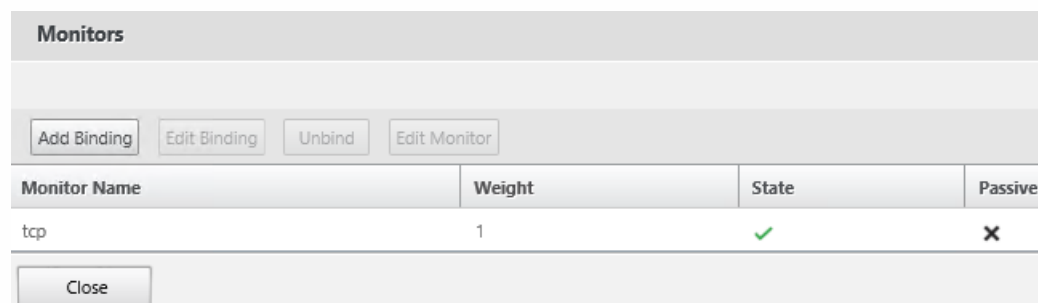 Monitors
Add Binding Edit Binding Unbind Edit Monitor
Monitor Name Weight State Passive
tcp 1
Close